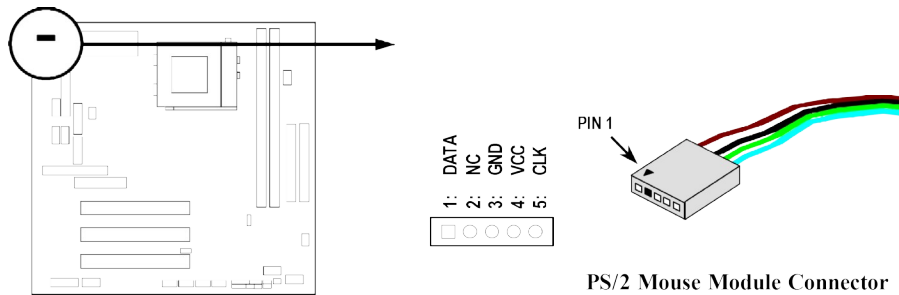 1: DATA
2: NC
3: GND
4: VCC
5: CLK
PIN 1
PS/2 Mouse Module Connector